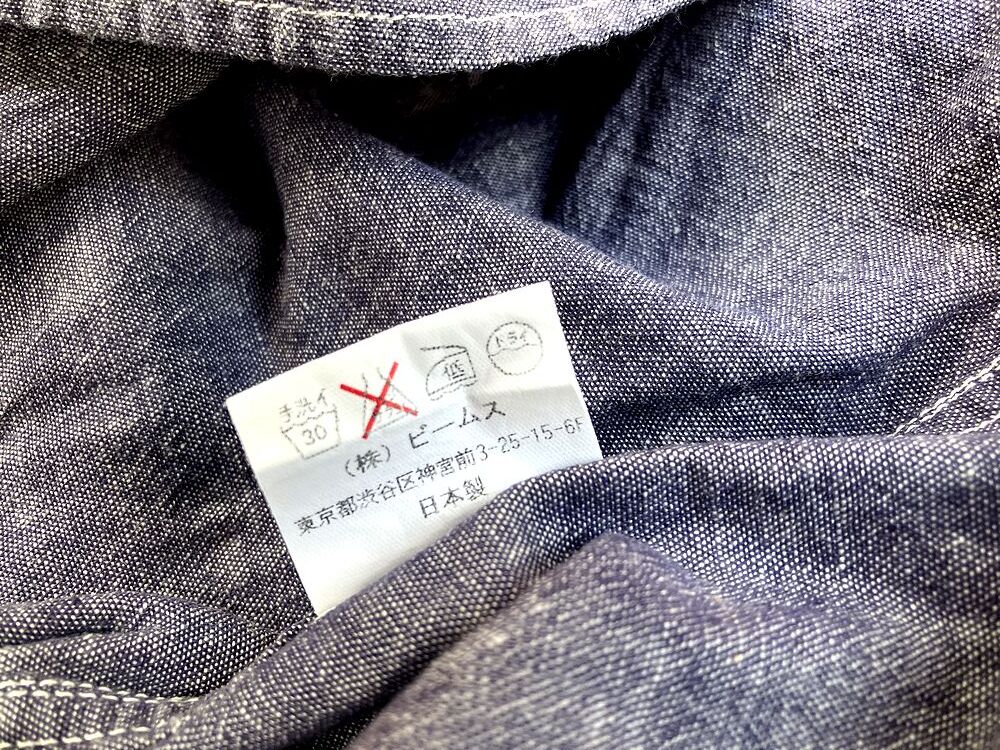 手洗イ 30 低 ドライ
(株) ビームス
東京都渋谷区神宮前3-25-15-6F
日本製